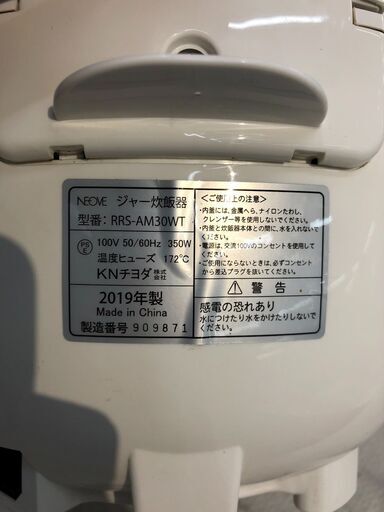 NEOVE ジャー炊飯器
型番: RRS-AM30WT
PSE 100V 50/60Hz 350W
温度ヒューズ 172℃
KNチヨダ株式会社
2019年製
Made in China
製造番号 909871
＜ご使用上の注意＞
・内釜には、金属へら、ナイロンたわし、
クレンザー等を使用しないでください。
・内釜と炊飯器本体との間に、水を入れないで
ください。
・電源は、交流100Vのコンセントを使用して
ください。
・ご使用にならないときは、必ずコンセント
から差込プラグを抜いてください。
警告
感電の恐れあり
水につけたり水をかけたりしないで
ください。